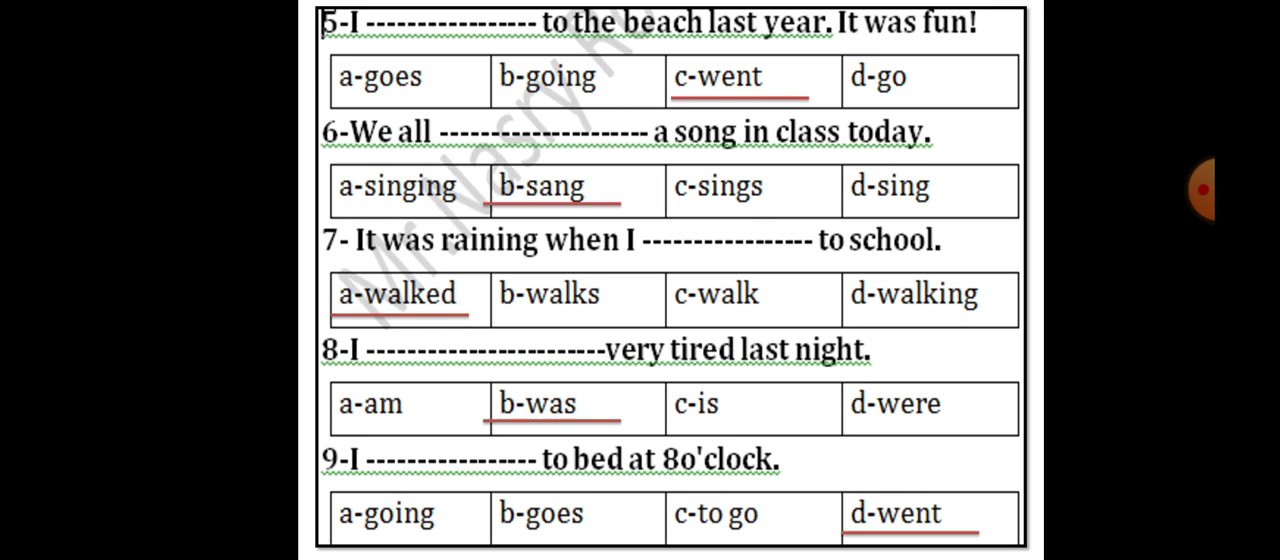 5-I ----------------- to the beach last year. It was fun!
a-goes b-going c-went d-go
6-We all --------------------- a song in class today.
a-singing b-sang c-sings d-sing
7- It was raining when I ----------------- to school.
a-walked b-walks c-walk d-walking
8-I ------------------------very tired last night.
a-am b-was c-is d-were
9-I ----------------- to bed at 8o'clock.
a-going b-goes c-to go d-went
Mr.Nasry